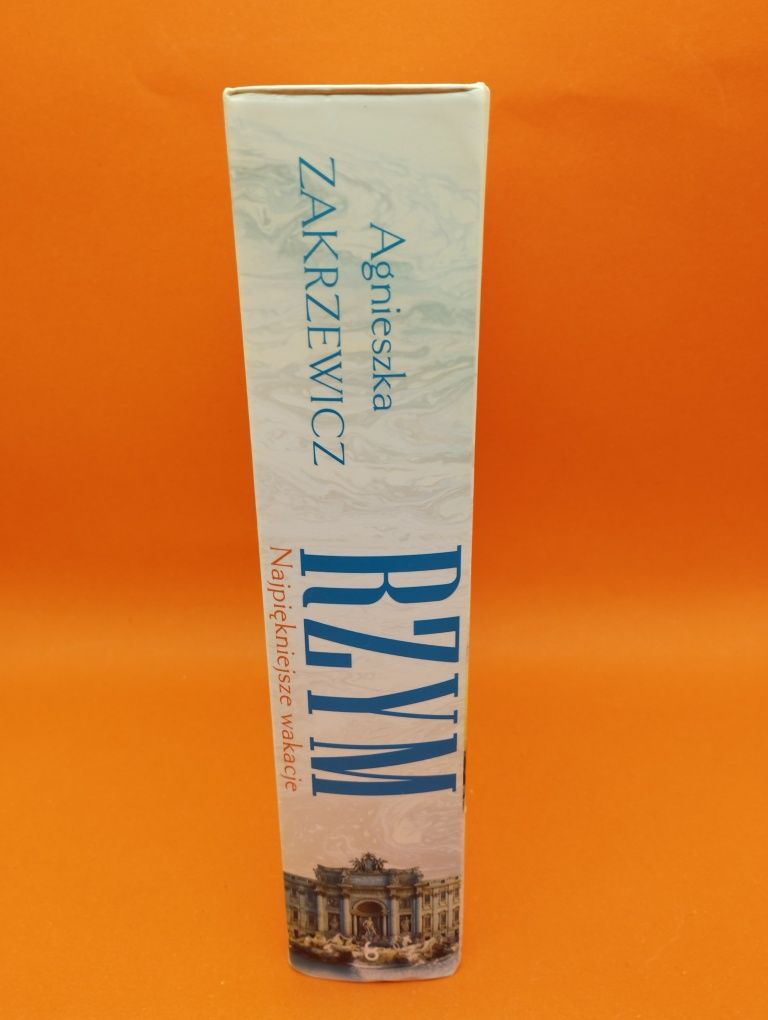 Agnieszka
ZAKRZEWICZ
RZYM
Najpiękniejsze wakacje